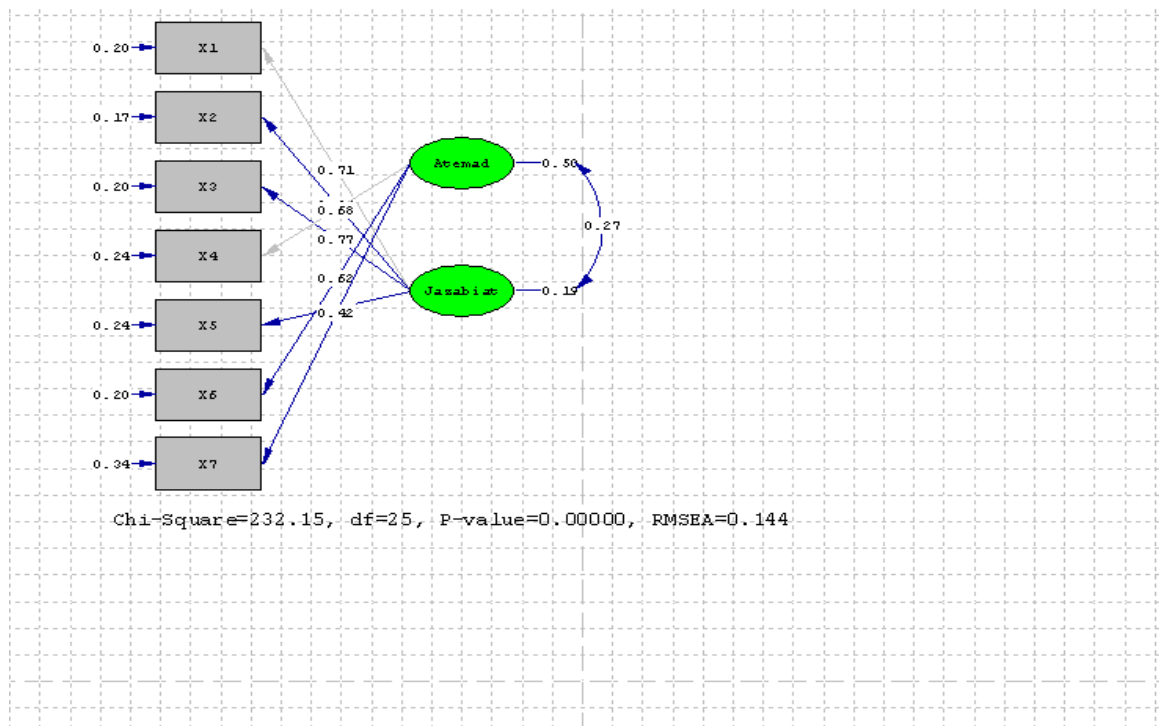 0.20 X1
0.17 X2
0.20 X3
0.24 X4
0.24 X5
0.20 X6
0.34 X7
0.71
0.68
0.77
0.62
0.42
Atemad 0.50
0.27
Jazabiat 0.19
Chi-Square=232.15, df=25, P-value=0.00000, RMSEA=0.144